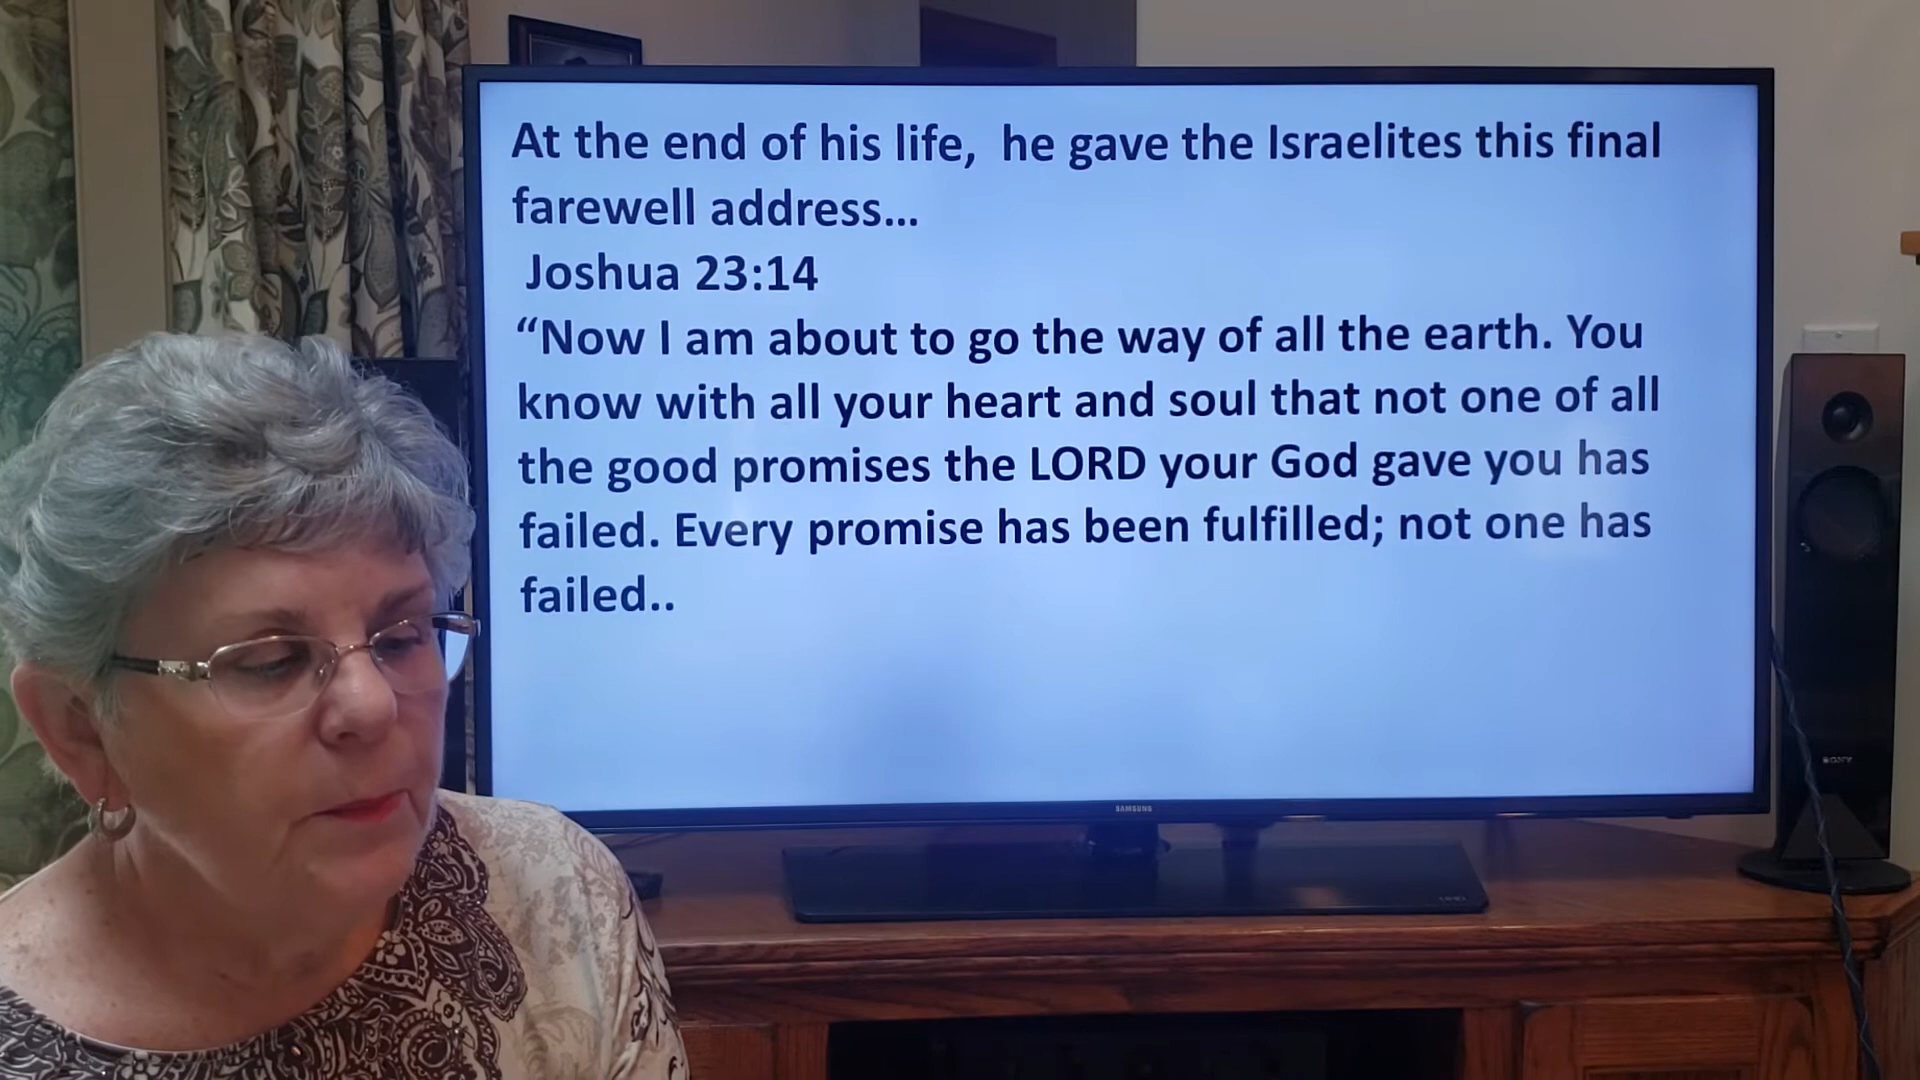 At the end of his life,  he gave the Israelites this final
farewell address...
Joshua 23:14
“Now I am about to go the way of all the earth. You
know with all your heart and soul that not one of all
the good promises the LORD your God gave you has
failed. Every promise has been fulfilled; not one has
failed..
SAMSUNG
SONY